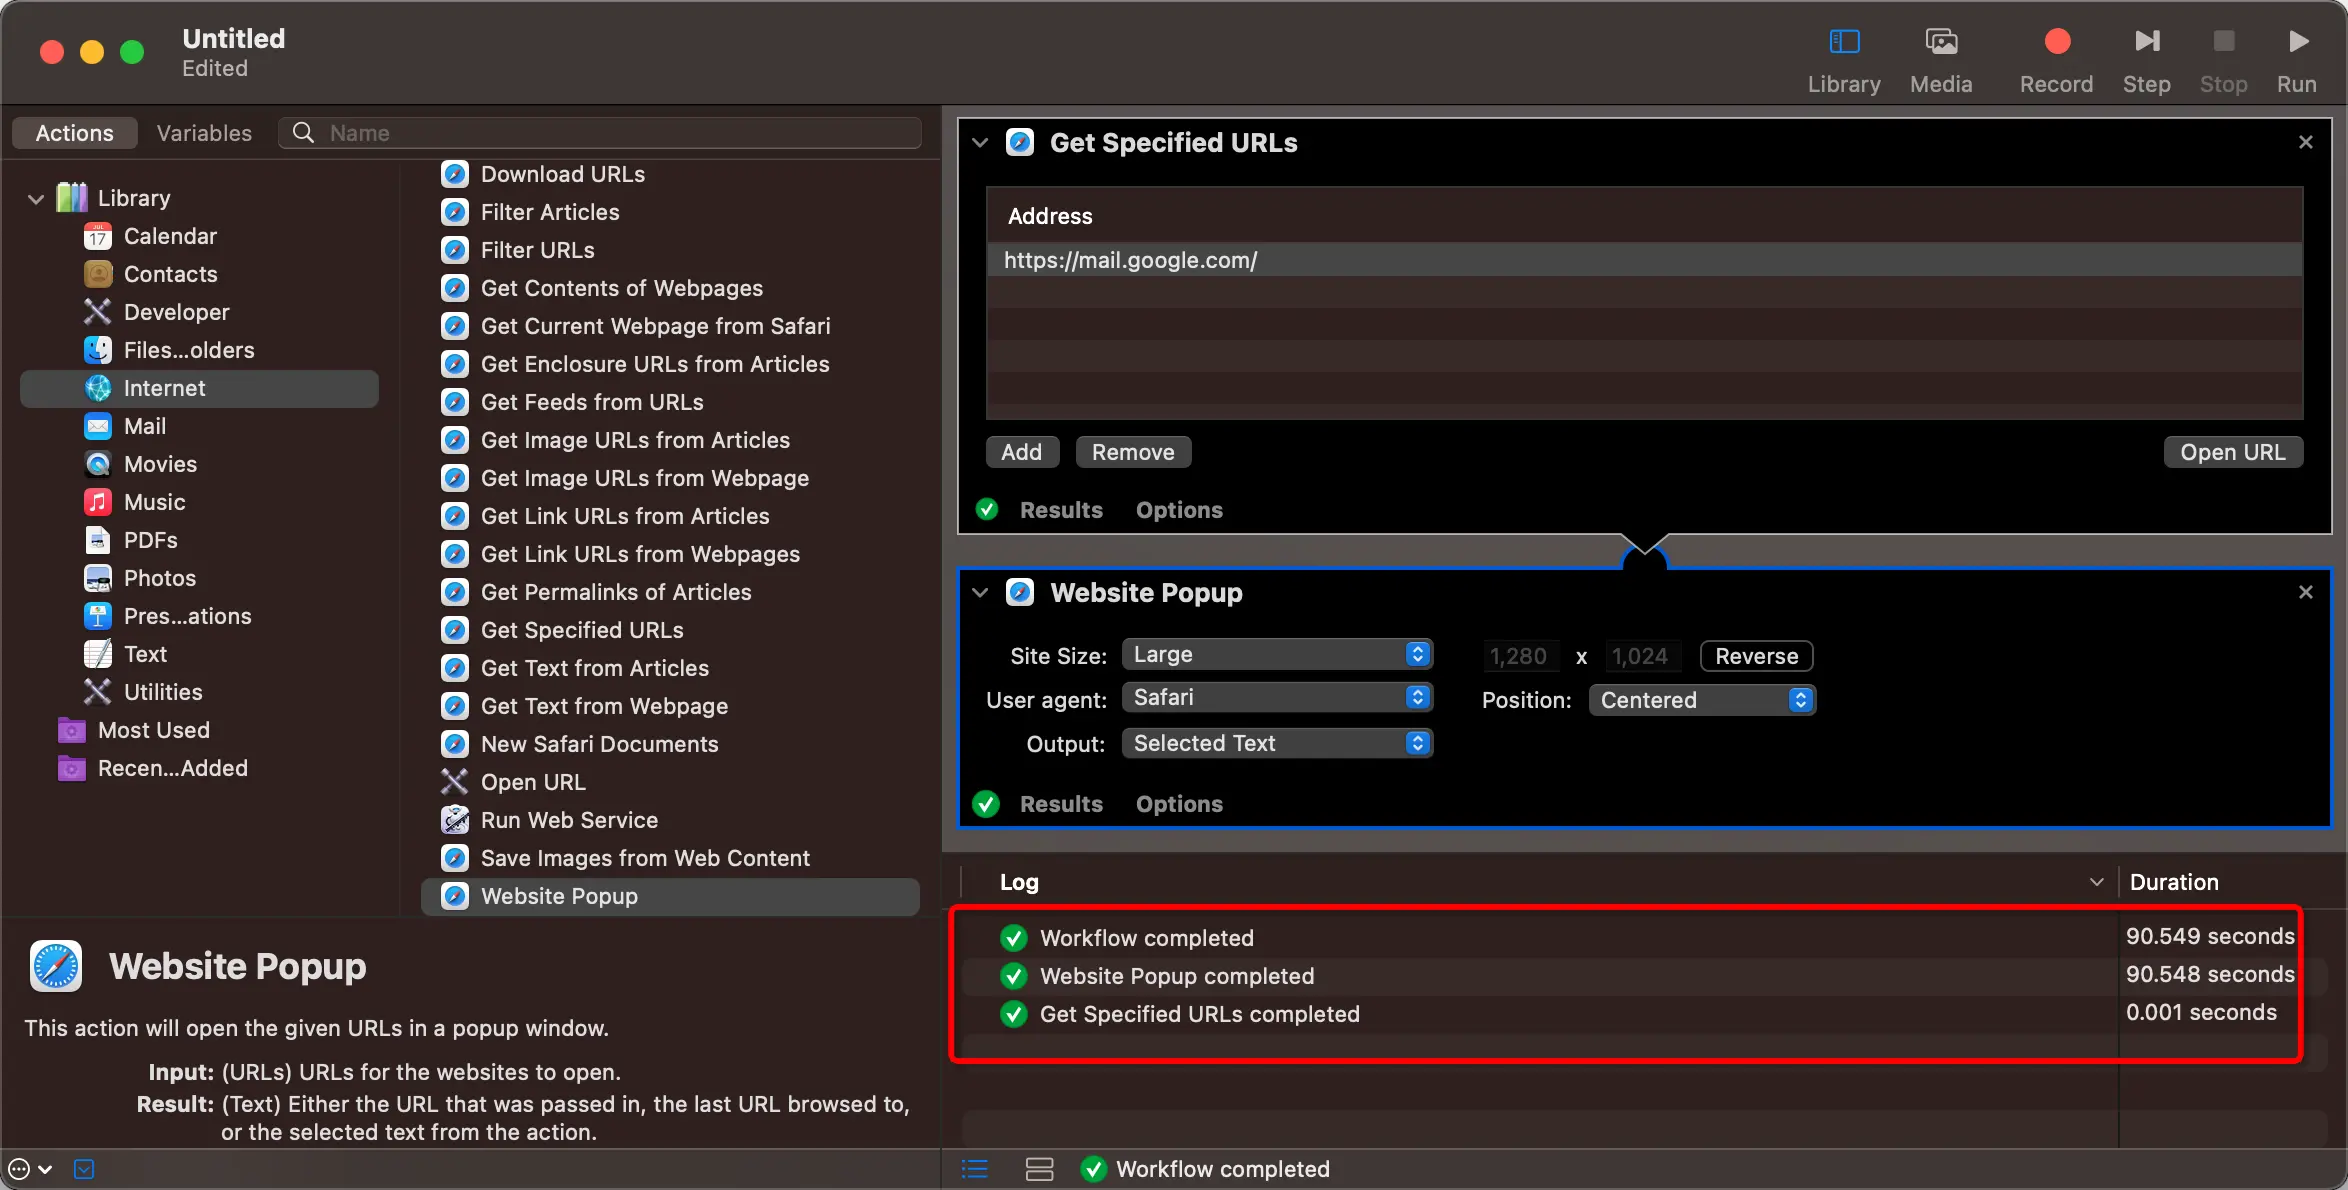 Untitled
Edited
Library
Media
Record
Step
Stop
Run
Actions
Variables
Name
Library
Calendar
Contacts
Developer
Files...olders
Internet
Mail
Movies
Music
PDFs
Photos
Pres...ations
Text
Utilities
Most Used
Recen...Added
Download URLs
Filter Articles
Filter URLs
Get Contents of Webpages
Get Current Webpage from Safari
Get Enclosure URLs from Articles
Get Feeds from URLs
Get Image URLs from Articles
Get Image URLs from Webpage
Get Link URLs from Articles
Get Link URLs from Webpages
Get Permalinks of Articles
Get Specified URLs
Get Text from Articles
Get Text from Webpage
New Safari Documents
Open URL
Run Web Service
Save Images from Web Content
Website Popup
Website Popup
This action will open the given URLs in a popup window.
Input: (URLs) URLs for the websites to open.
Result: (Text) Either the URL that was passed in, the last URL browsed to,
or the selected text from the action.
Get Specified URLs
Address
https://mail.google.com/
Add
Remove
Open URL
Results
Options
Website Popup
Site Size: Large
1,280 x 1,024
Reverse
User agent: Safari
Position: Centered
Output: Selected Text
Results
Options
Log
Duration
Workflow completed
90.549 seconds
Website Popup completed
90.548 seconds
Get Specified URLs completed
0.001 seconds
Workflow completed